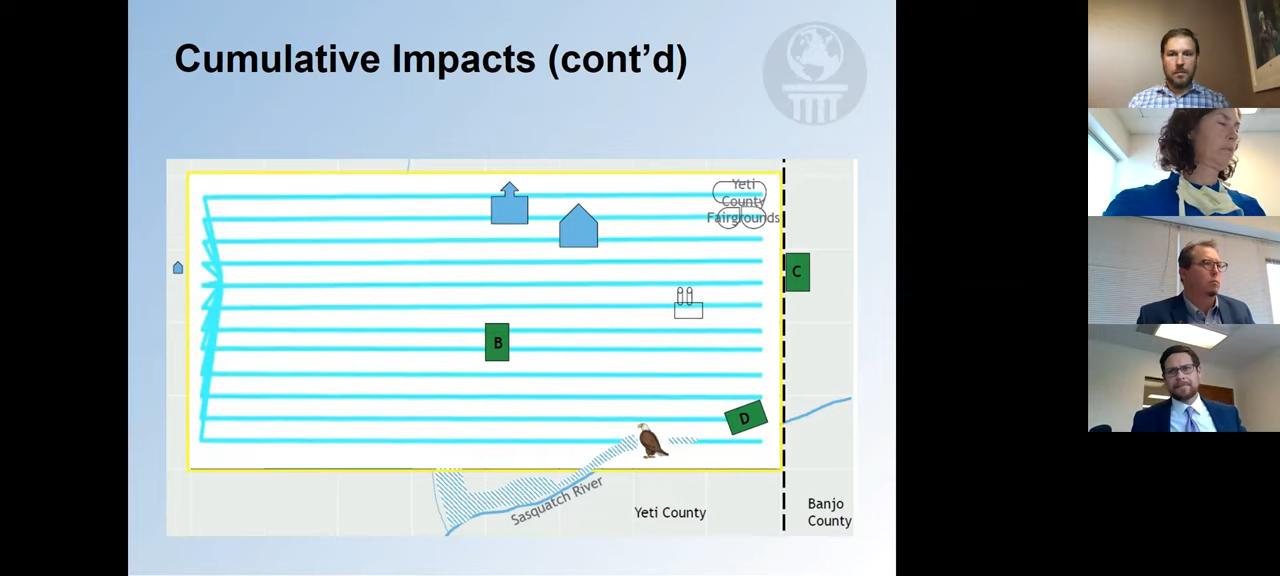 Cumulative Impacts (cont’d)
Yeti
County
Fairgrounds
C
B
D
Sasquatch River
Yeti County
Banjo
County